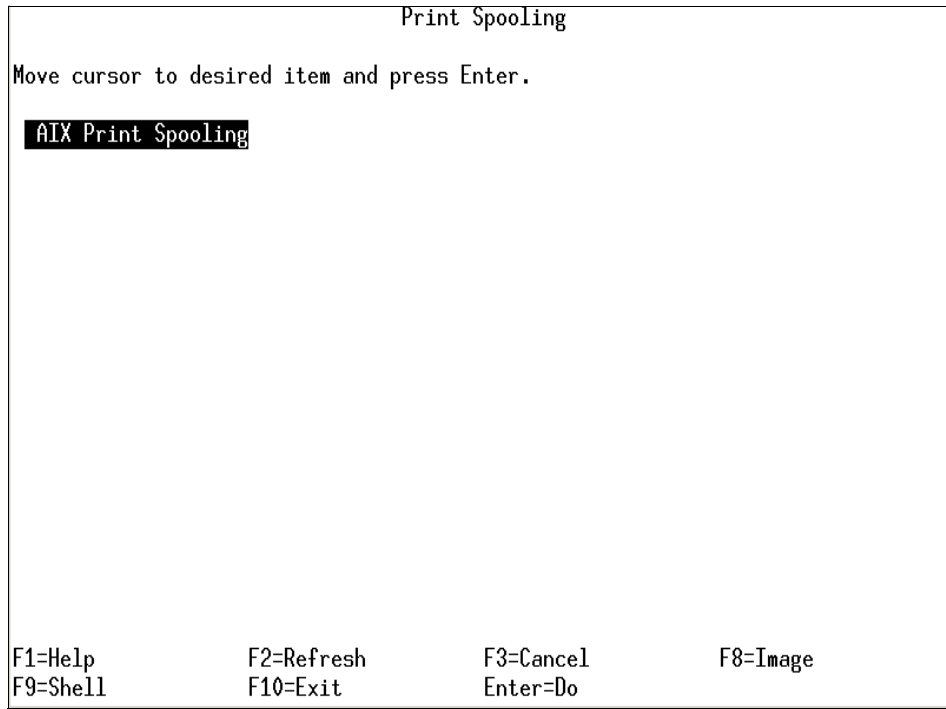 Print Spooling
Move cursor to desired item and press Enter.
AIX Print Spooling
F1=Help F2=Refresh F3=Cancel F8=Image
F9=Shell F10=Exit Enter=Do